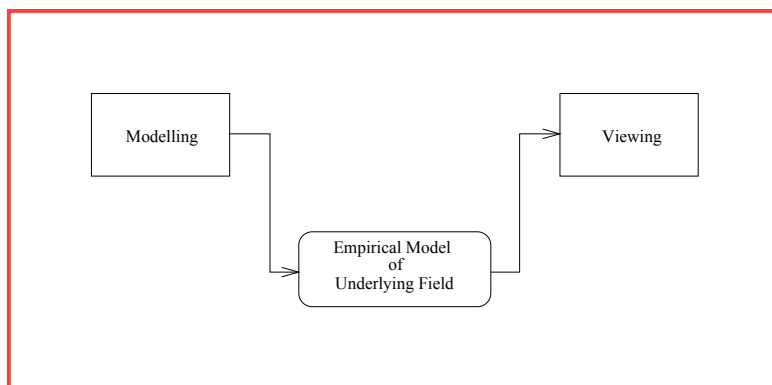 Modelling
Viewing
Empirical Model
of
Underlying Field